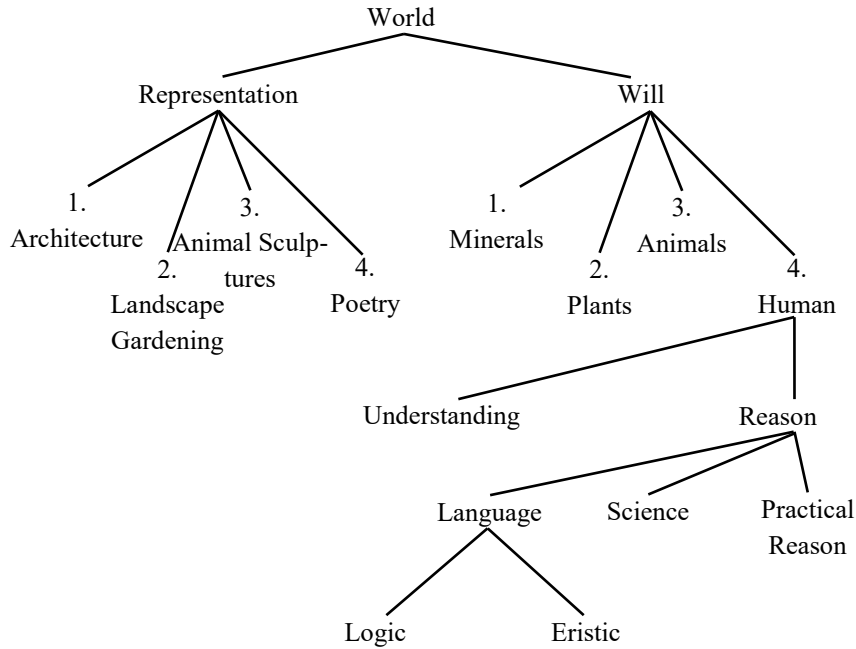 World
Representation
Will
1.
Architecture
2.
Landscape
Gardening
3.
Animal Sculp-
tures
4.
Poetry
1.
Minerals
2.
Plants
3.
Animals
4.
Human
Understanding
Reason
Language
Science
Practical
Reason
Logic
Eristic